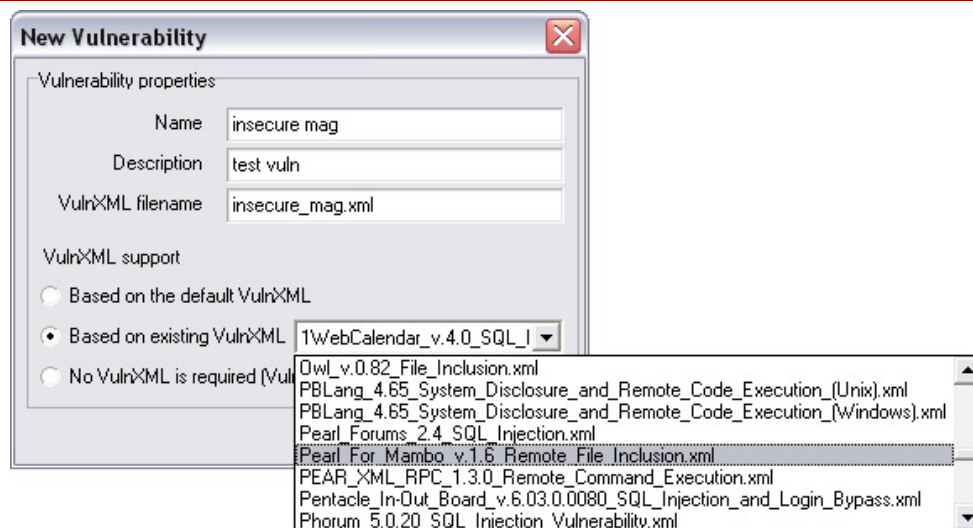 New Vulnerability
Vulnerability properties
Name insecure mag
Description test vuln
VulnXML filename insecure_mag.xml
VulnXML support
Based on the default VulnXML
Based on existing VulnXML 1WebCalendar_v.4.0_SQL_I
No VulnXML is required (Vul
Owl_v.0.82_File_Inclusion.xml
PBLang_4.65_System_Disclosure_and_Remote_Code_Execution_(Unix).xml
PBLang_4.65_System_Disclosure_and_Remote_Code_Execution_(Windows).xml
Pearl_Forums_2.4_SQL_Injection.xml
Pearl_For_Mambo_v.1.6_Remote_File_Inclusion.xml
PEAR_XML_RPC_1.3.0_Remote_Command_Execution.xml
Pentacle_In-Out_Board_v.6.03.0.0080_SQL_Injection_and_Login_Bypass.xml
Phorum_5.0.20_SQL_Injection_Vulnerability.xml